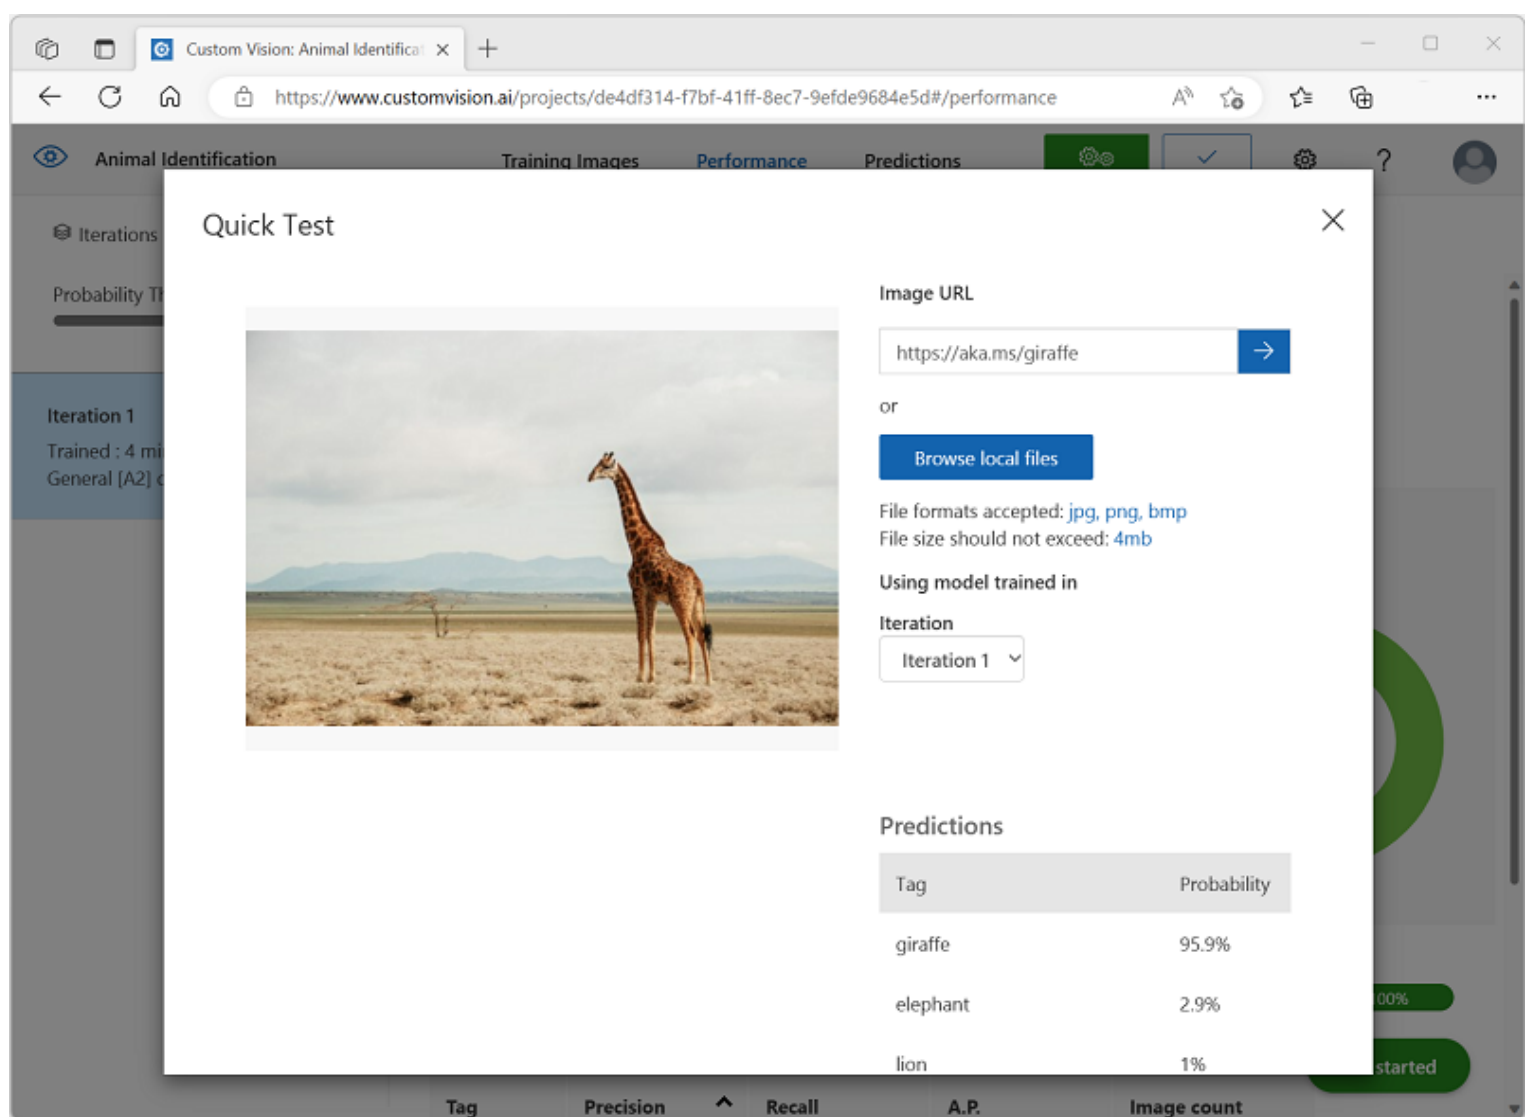 Custom Vision: Animal Identificat
https://www.customvision.ai/projects/de4df314-f7bf-41ff-8ec7-9efde9684e5d#/performance
Animal Identification
Training Images
Performance
Predictions
?
Iterations
Probability Th
Iteration 1
Trained : 4 mi
General [A2] c
Quick Test
Image URL
https://aka.ms/giraffe
or
Browse local files
File formats accepted: jpg, png, bmp
File size should not exceed: 4mb
Using model trained in
Iteration
Iteration 1
Predictions
Tag Probability
giraffe 95.9%
elephant 2.9%
lion 1%
100%
started
Tag Precision Recall A.P. Image count